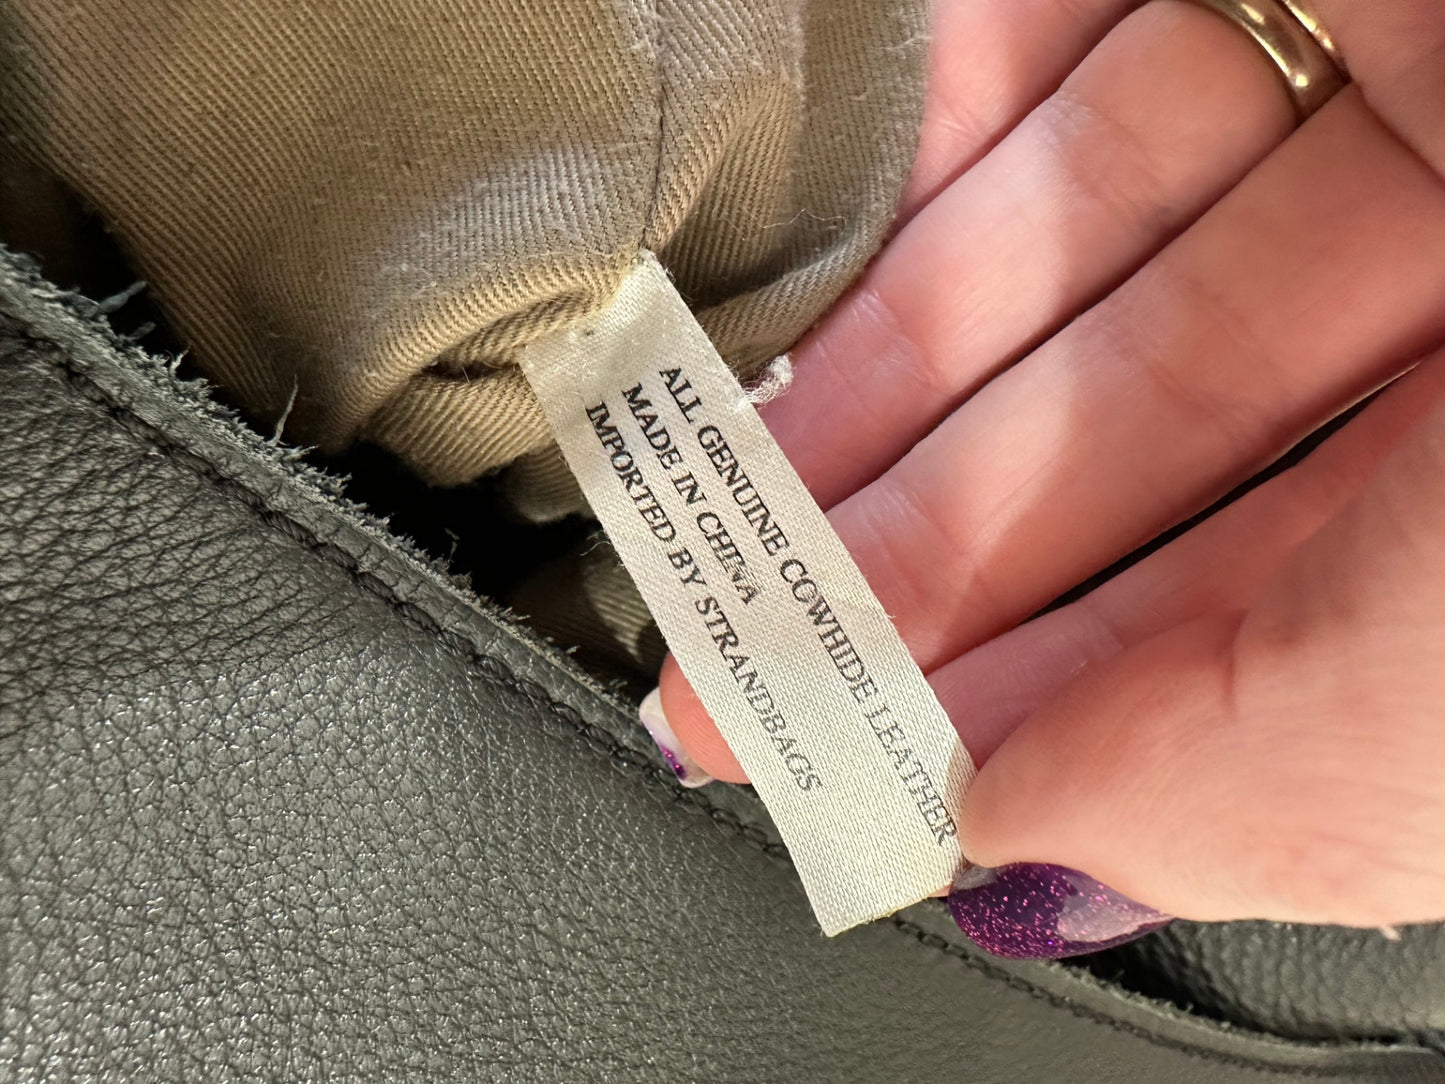 ALL GENUINE COWHIDE LEATHER
MADE IN CHINA
IMPORTED BY STRANDBAGS